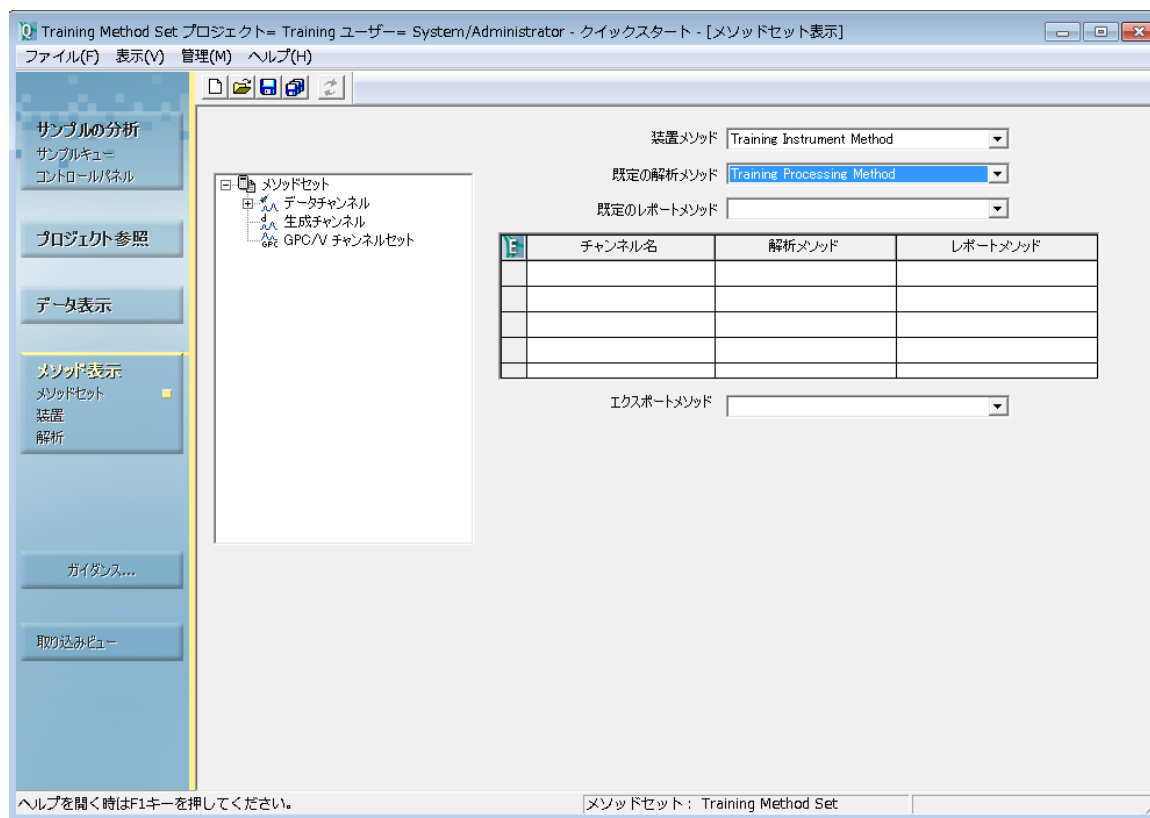 Training Method Set プロジェクト= Training ユーザー= System/Administrator - クイックスタート - [メソッドセット表示]
ファイル(F) 表示(V) 管理(M) ヘルプ(H)
サンプルの分析
サンプルキュー
コントロールパネル
プロジェクト参照
データ表示
メソッド表示
メソッドセット
装置
解析
ガイダンス...
取り込みビュー
メソッドセット
データチャンネル
生成チャンネル
GPC/V チャンネルセット
装置メソッド Training Instrument Method
既定の解析メソッド Training Processing Method
既定のレポートメソッド
チャンネル名 解析メソッド レポートメソッド
エクスポートメソッド
ヘルプを開く時はF1キーを押してください。 メソッドセット： Training Method Set